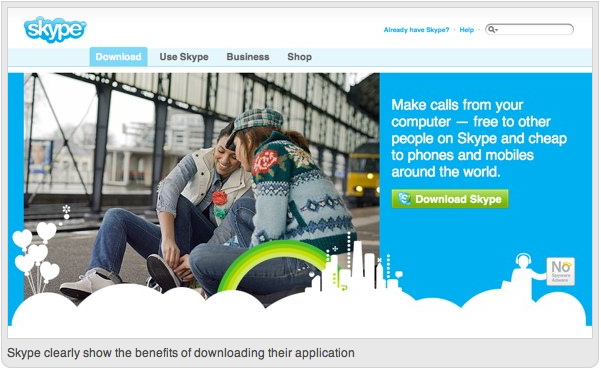 skype
Already have Skype? · Help ·
Download Use Skype Business Shop
Make calls from your
computer — free to other
people on Skype and cheap
to phones and mobiles
around the world.
Download Skype
No
Spyware
Adware
Skype clearly show the benefits of downloading their application